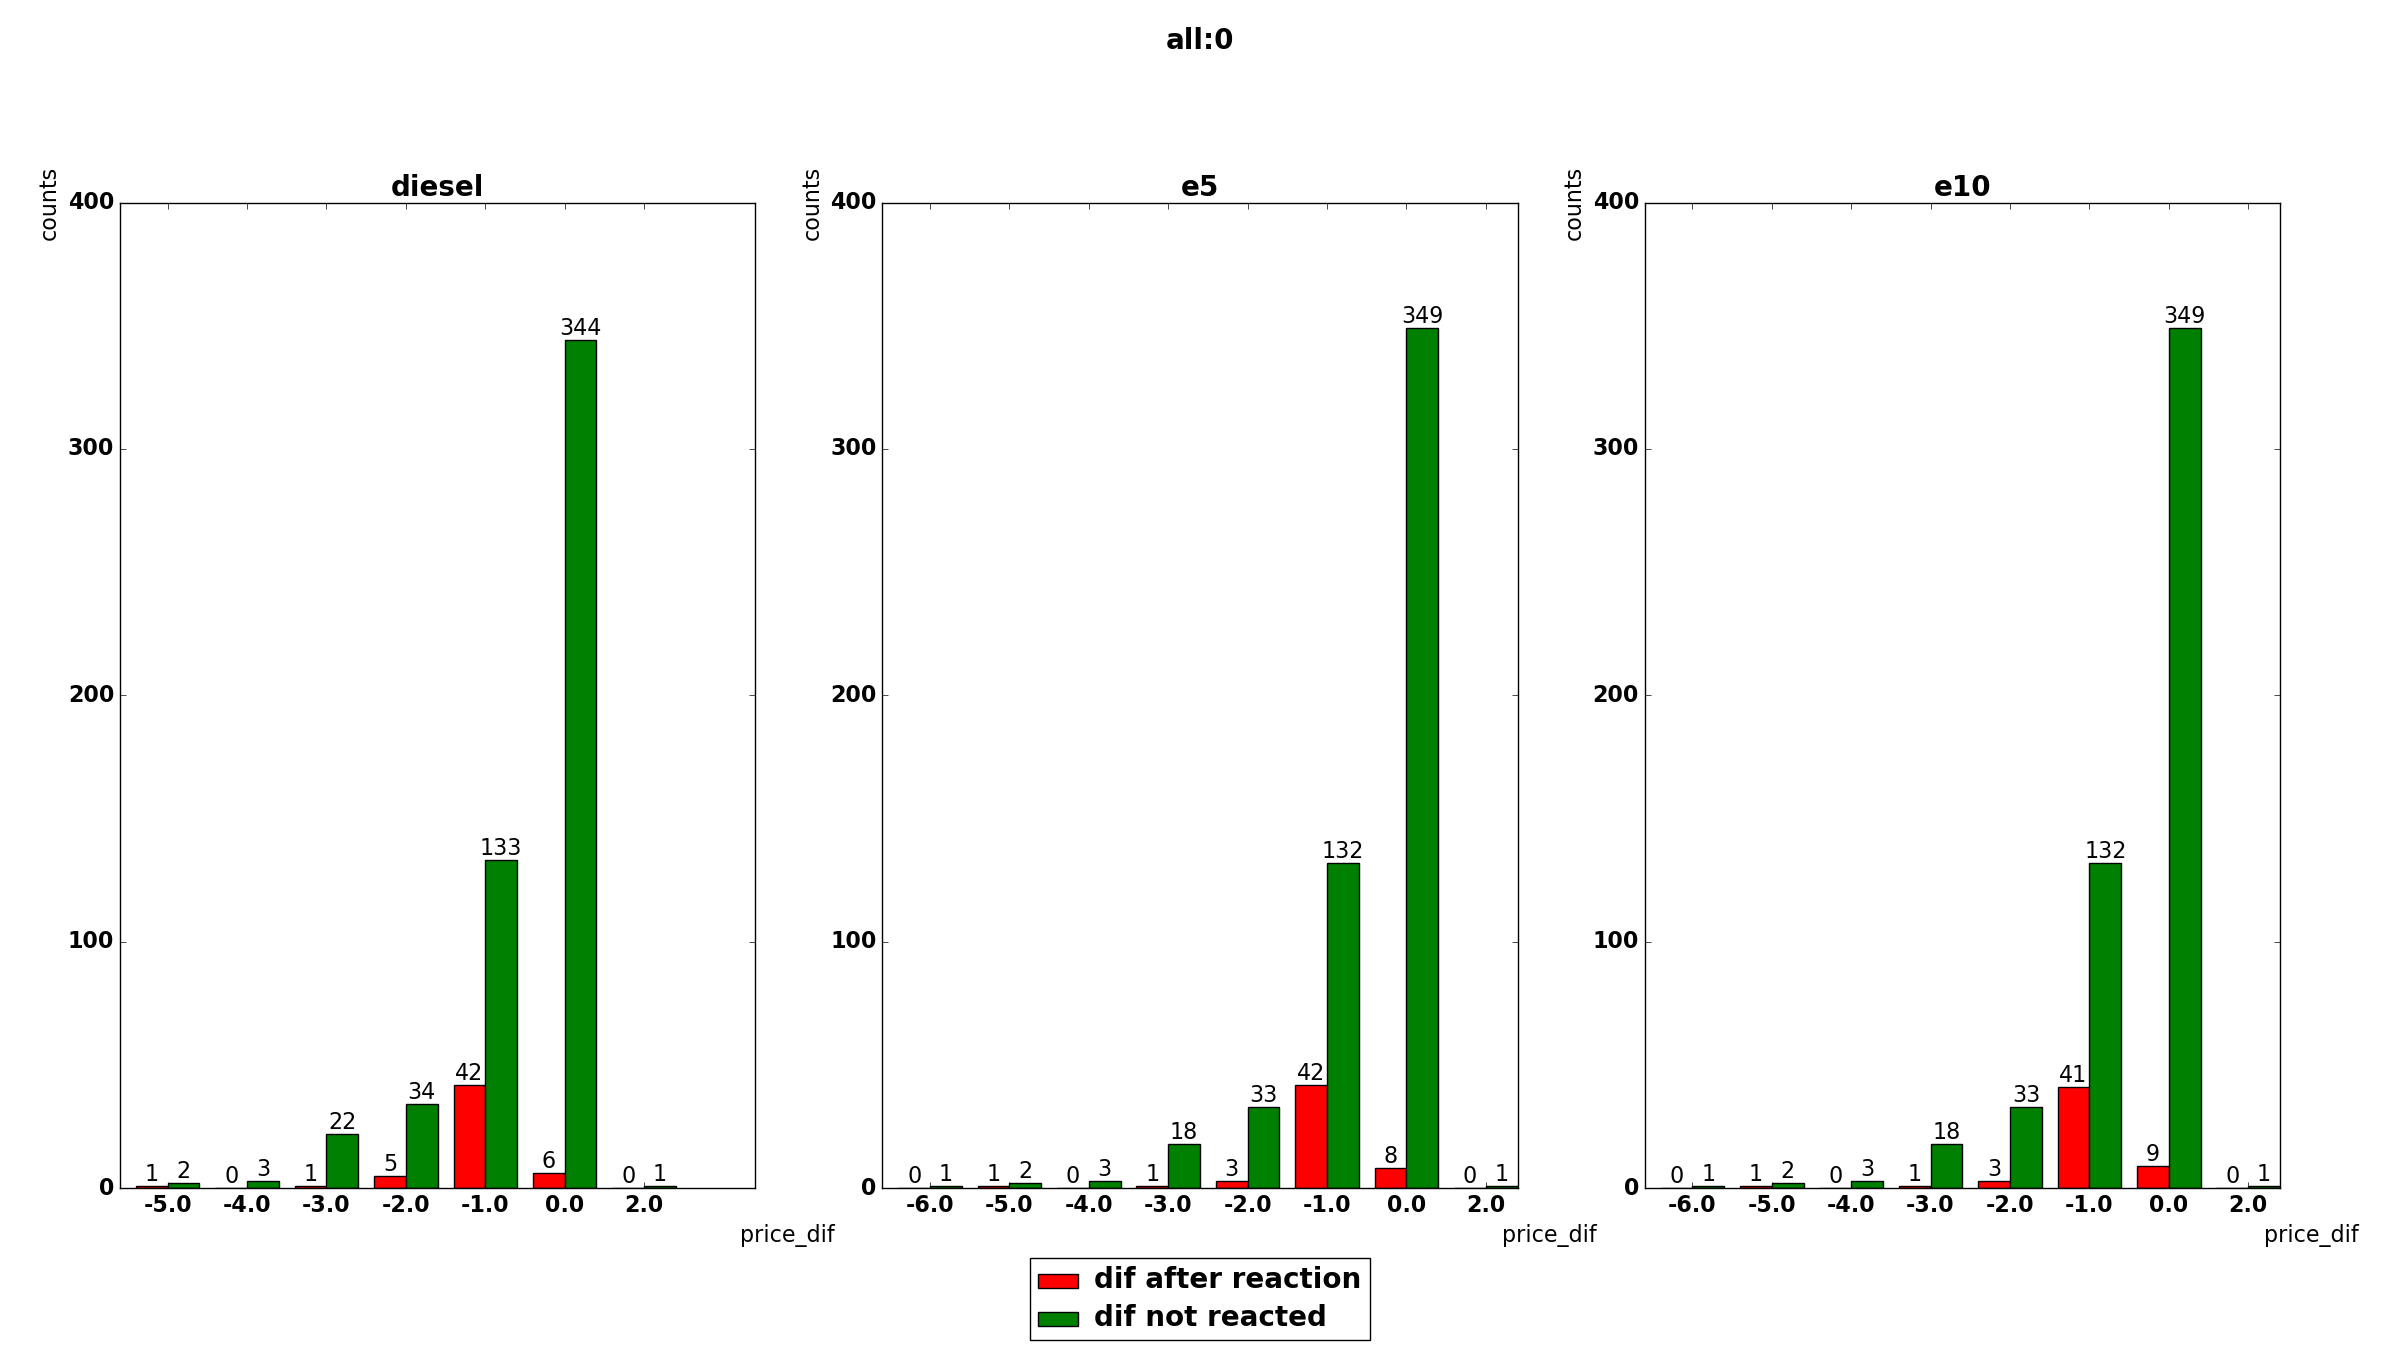 all:0
diesel
counts
400
300
200
100
0
344
133
42
34
22
1 2 0 3 1 5 6 0 1
-5.0 -4.0 -3.0 -2.0 -1.0 0.0 2.0
price_dif
e5
counts
400
300
200
100
0
349
132
42
33
18
0 1 1 2 0 3 1 3 8 0 1
-6.0 -5.0 -4.0 -3.0 -2.0 -1.0 0.0 2.0
price_dif
e10
counts
400
300
200
100
0
349
132
41
33
18
0 1 1 2 0 3 1 3 9 0 1
-6.0 -5.0 -4.0 -3.0 -2.0 -1.0 0.0 2.0
price_dif
dif after reaction
dif not reacted